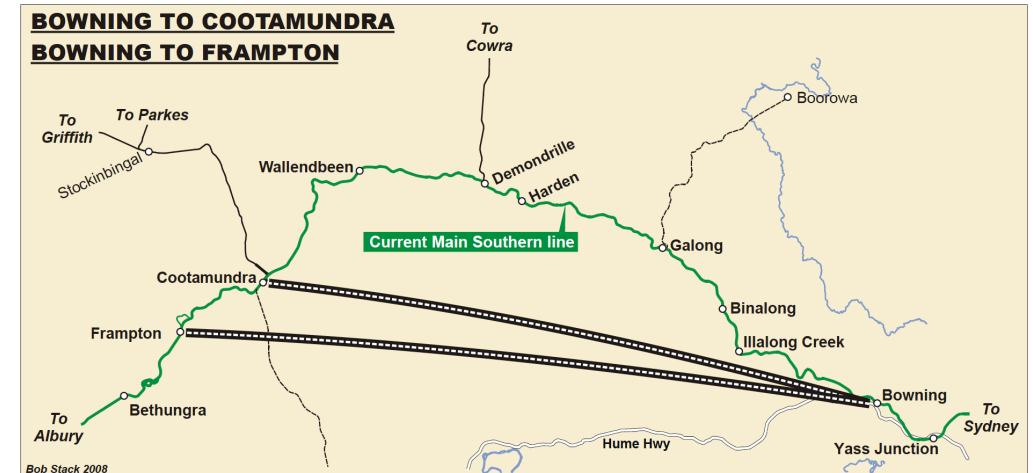 BOWNING TO COOTAMUNDRA
BOWNING TO FRAMPTON
To
Cowra
To
Griffith
To Parkes
Stockinbingal
Boorowa
Wallendbeen
Demondrille
Harden
Current Main Southern line
Galong
Cootamundra
Binalong
Frampton
Illalong Creek
Bethungra
Bowning
To
Albury
To
Sydney
Hume Hwy
Yass Junction
Bob Stack 2008